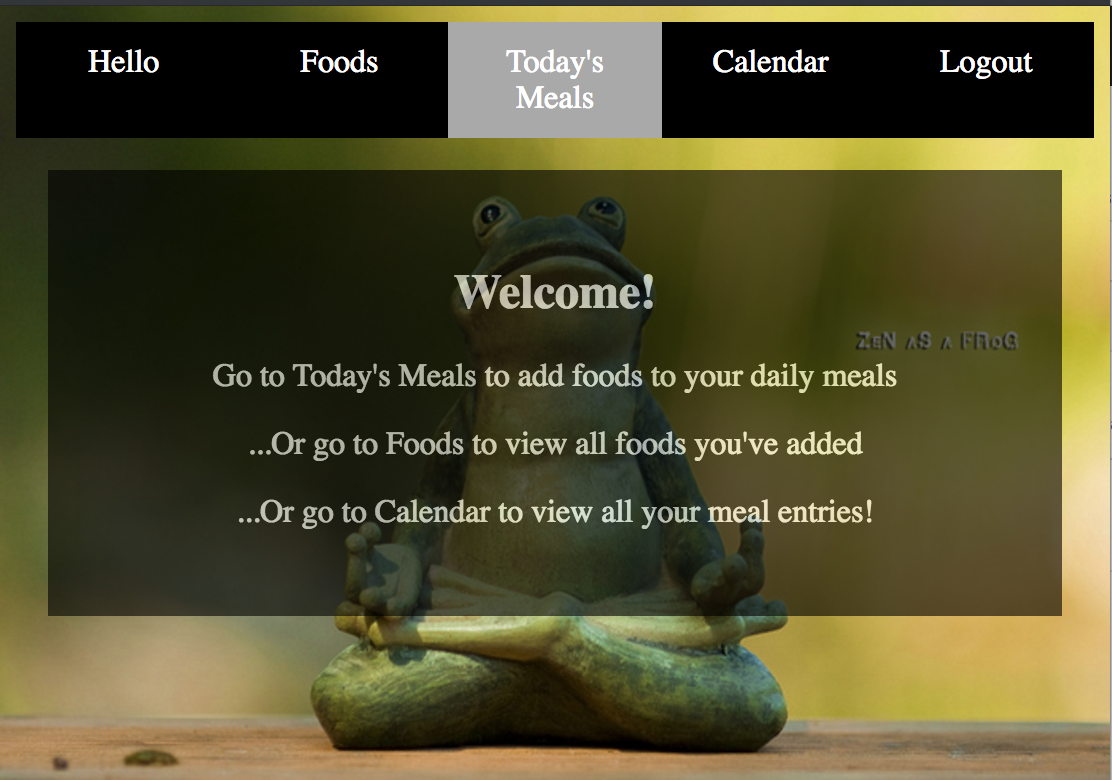 Hello
Foods
Today's
Meals
Calendar
Logout
Welcome!
ZeN AS A FRoG
Go to Today's Meals to add foods to your daily meals
...Or go to Foods to view all foods you've added
...Or go to Calendar to view all your meal entries!